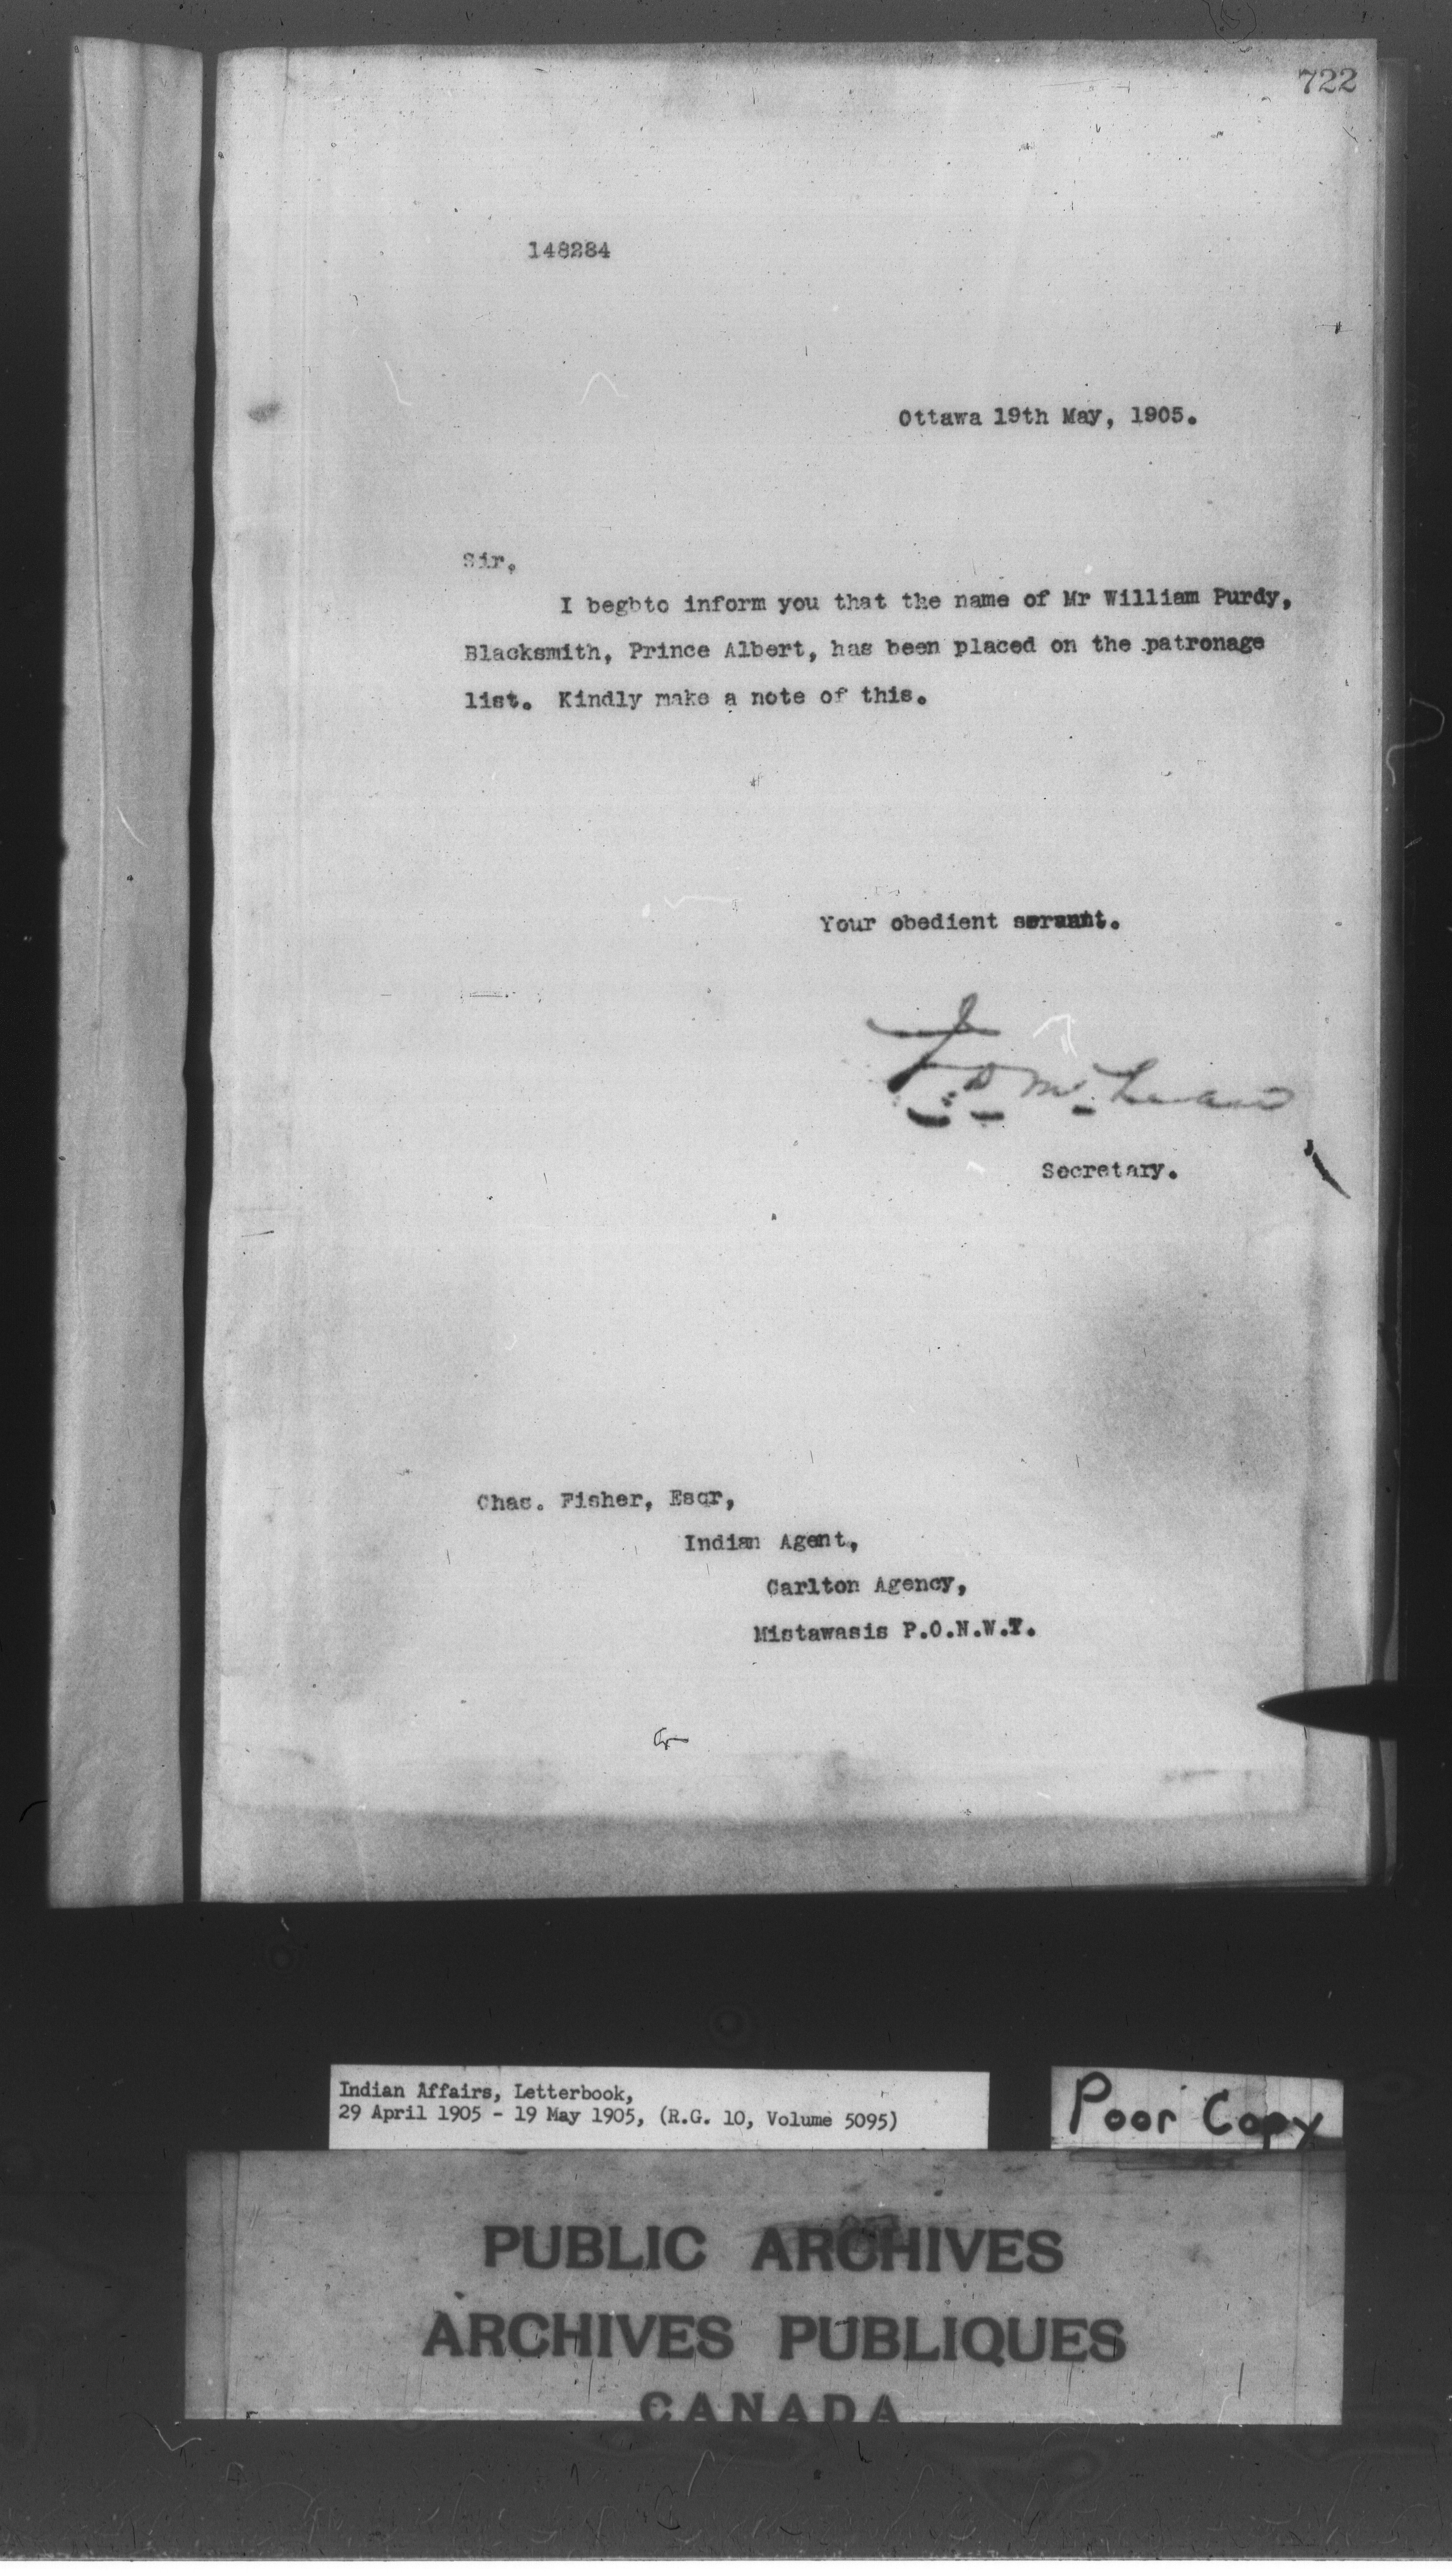 722
148284
Ottawa 19th May, 1905.
Sir,
I begbto inform you that the name of Mr William Purdy,
Blacksmith, Prince Albert, has been placed on the patronage
list. Kindly make a note of this.
Your obedient servant.
J.D. McLean
Secretary.
Chas. Fisher, Esqr,
Indian Agent,
Carlton Agency,
Mistawasis P.O.N.W.T.
Indian Affairs, Letterbook,
29 April 1905 - 19 May 1905, (R.G. 10, Volume 5095)
Poor Copy
PUBLIC ARCHIVES
ARCHIVES PUBLIQUES
CANADA